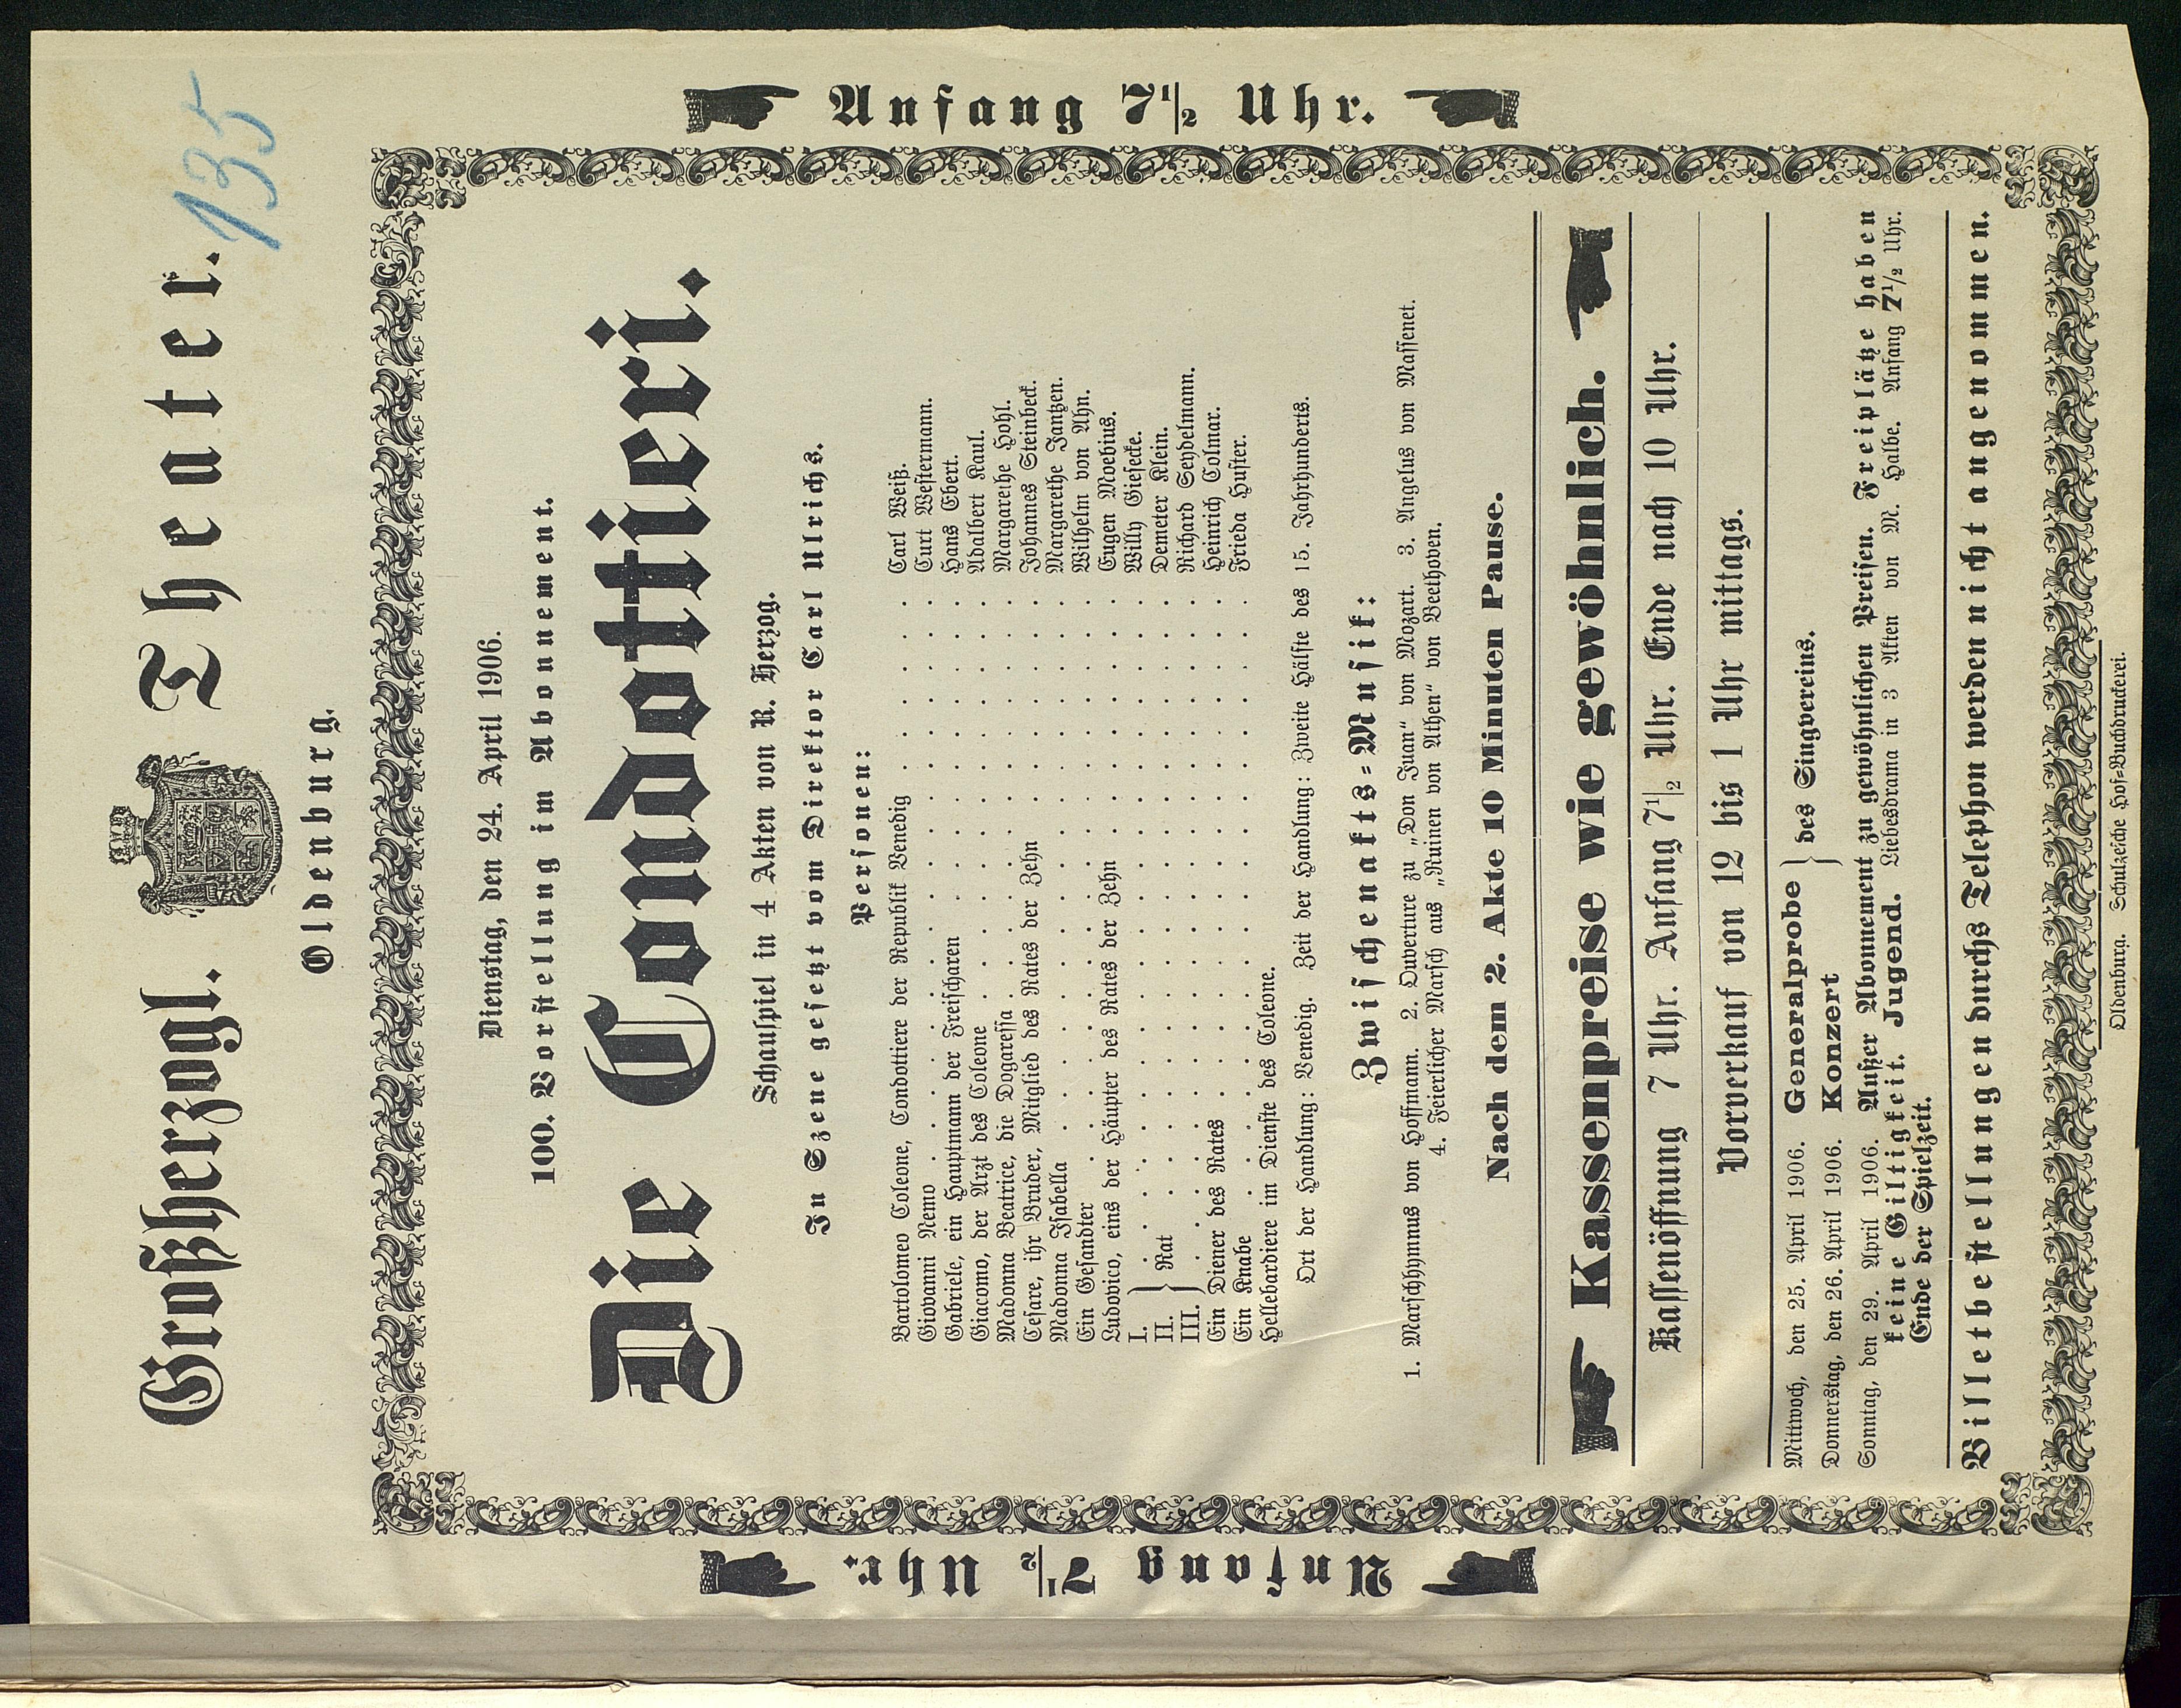 Großherzogl. Theater.
135
Oldenburg.
Dienstag, den 24. April 1906.
100. Vorstellung im Abonnement.
Die Condottieri.
Schauspiel in 4 Akten von R. Herzog.
In Szene gesetzt vom Direktor Carl Ulrichs.
Personen:
Bartolomeo Coleone, Condottiere der Republik Venedig . . . . . Carl Weiß.
Giovanni Nemo . . . . . Curt Westermann.
Gabriele, ein Hauptmann der Freischaren . . . . . Hans Ebert.
Giacomo, der Arzt des Coleone . . . . . Adalbert Kaul.
Madonna Beatrice, die Dogaressa . . . . . Margarethe Hohl.
Cesare, ihr Bruder, Mitglied des Rates der Zehn . . . . . Johannes Steinbeck.
Madonna Isabella . . . . . Margarethe Jantzen.
Ein Gesandter . . . . . Wilhelm von Ahn.
Ludovico, eins der Häupter des Rates der Zehn . . . . . Eugen Moebius.
I. } . . . . . Willy Giesecke.
II. } Rat . . . . . Demeter Klein.
III. } . . . . . Richard Seydelmann.
Ein Diener des Rates . . . . . Heinrich Colmar.
Ein Knabe . . . . . Frieda Huster.
Hellebardiere im Dienste des Coleone.
Ort der Handlung: Venedig. Zeit der Handlung: Zweite Hälfte des 15. Jahrhunderts.
Zwischenakts-Musik:
1. Marschhymnus von Hoffmann. 2. Ouverture zu „Don Juan“ von Mozart. 3. Angelus von Massenet.
4. Feierlicher Marsch aus „Ruinen von Athen“ von Beethoven.
Nach dem 2. Akte 10 Minuten Pause.
Kassenpreise wie gewöhnlich.
Kassenöffnung 7 Uhr. Anfang 7 1/2 Uhr. Ende nach 10 Uhr.
Vorverkauf von 12 bis 1 Uhr mittags.
Mittwoch, den 25. April 1906. Generalprobe } des Singvereins.
Donnerstag, den 26. April 1906. Konzert
Sonntag, den 29. April 1906. Außer Abonnement zu gewöhnlichen Preisen. Freiplätze haben
keine Giltigkeit. Jugend. Liebesdrama in 3 Akten von M. Halbe. Anfang 7 1/2 Uhr.
Ende der Spielzeit.
Billetbestellungen durchs Telephon werden nicht angenommen.
Oldenburg. Schulzesche Hof-Buchdruckerei.
Anfang 7 1/2 Uhr.
Anfang 7 1/2 Uhr.